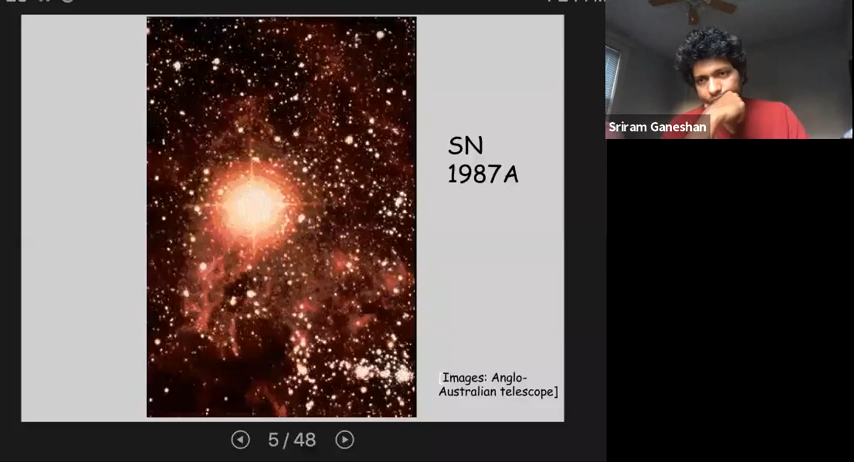 SN
1987A
[Images: Anglo-
Australian telescope]
5 / 48
Sriram Ganeshan